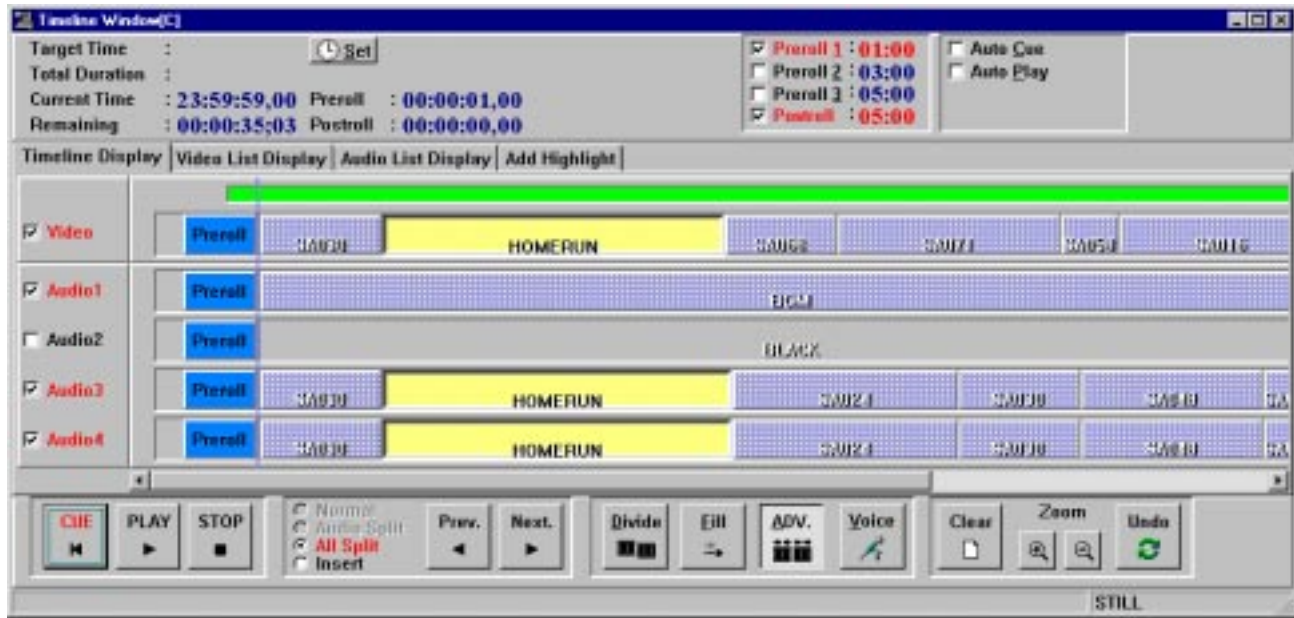 Timeline Window[C]
Target Time : Set
Total Duration :
Current Time : 23:59:59,00 Preroll : 00:00:01,00
Remaining : 00:00:35;03 Postroll : 00:00:00,00
Preroll 1 : 01:00
Preroll 2 : 03:00
Preroll 3 : 05:00
Postroll : 05:00
Auto Cue
Auto Play
Timeline Display Video List Display Audio List Display Add Highlight
Video Preroll HOMERUN
Audio1 Preroll BGM
Audio2 Preroll BLACK
Audio3 Preroll HOMERUN
Audio4 Preroll HOMERUN
CUE PLAY STOP
Normal
Audio Split
All Split
Insert
Prev. Next.
Divide Fill ADV. Voice
Clear Zoom Undo
STILL